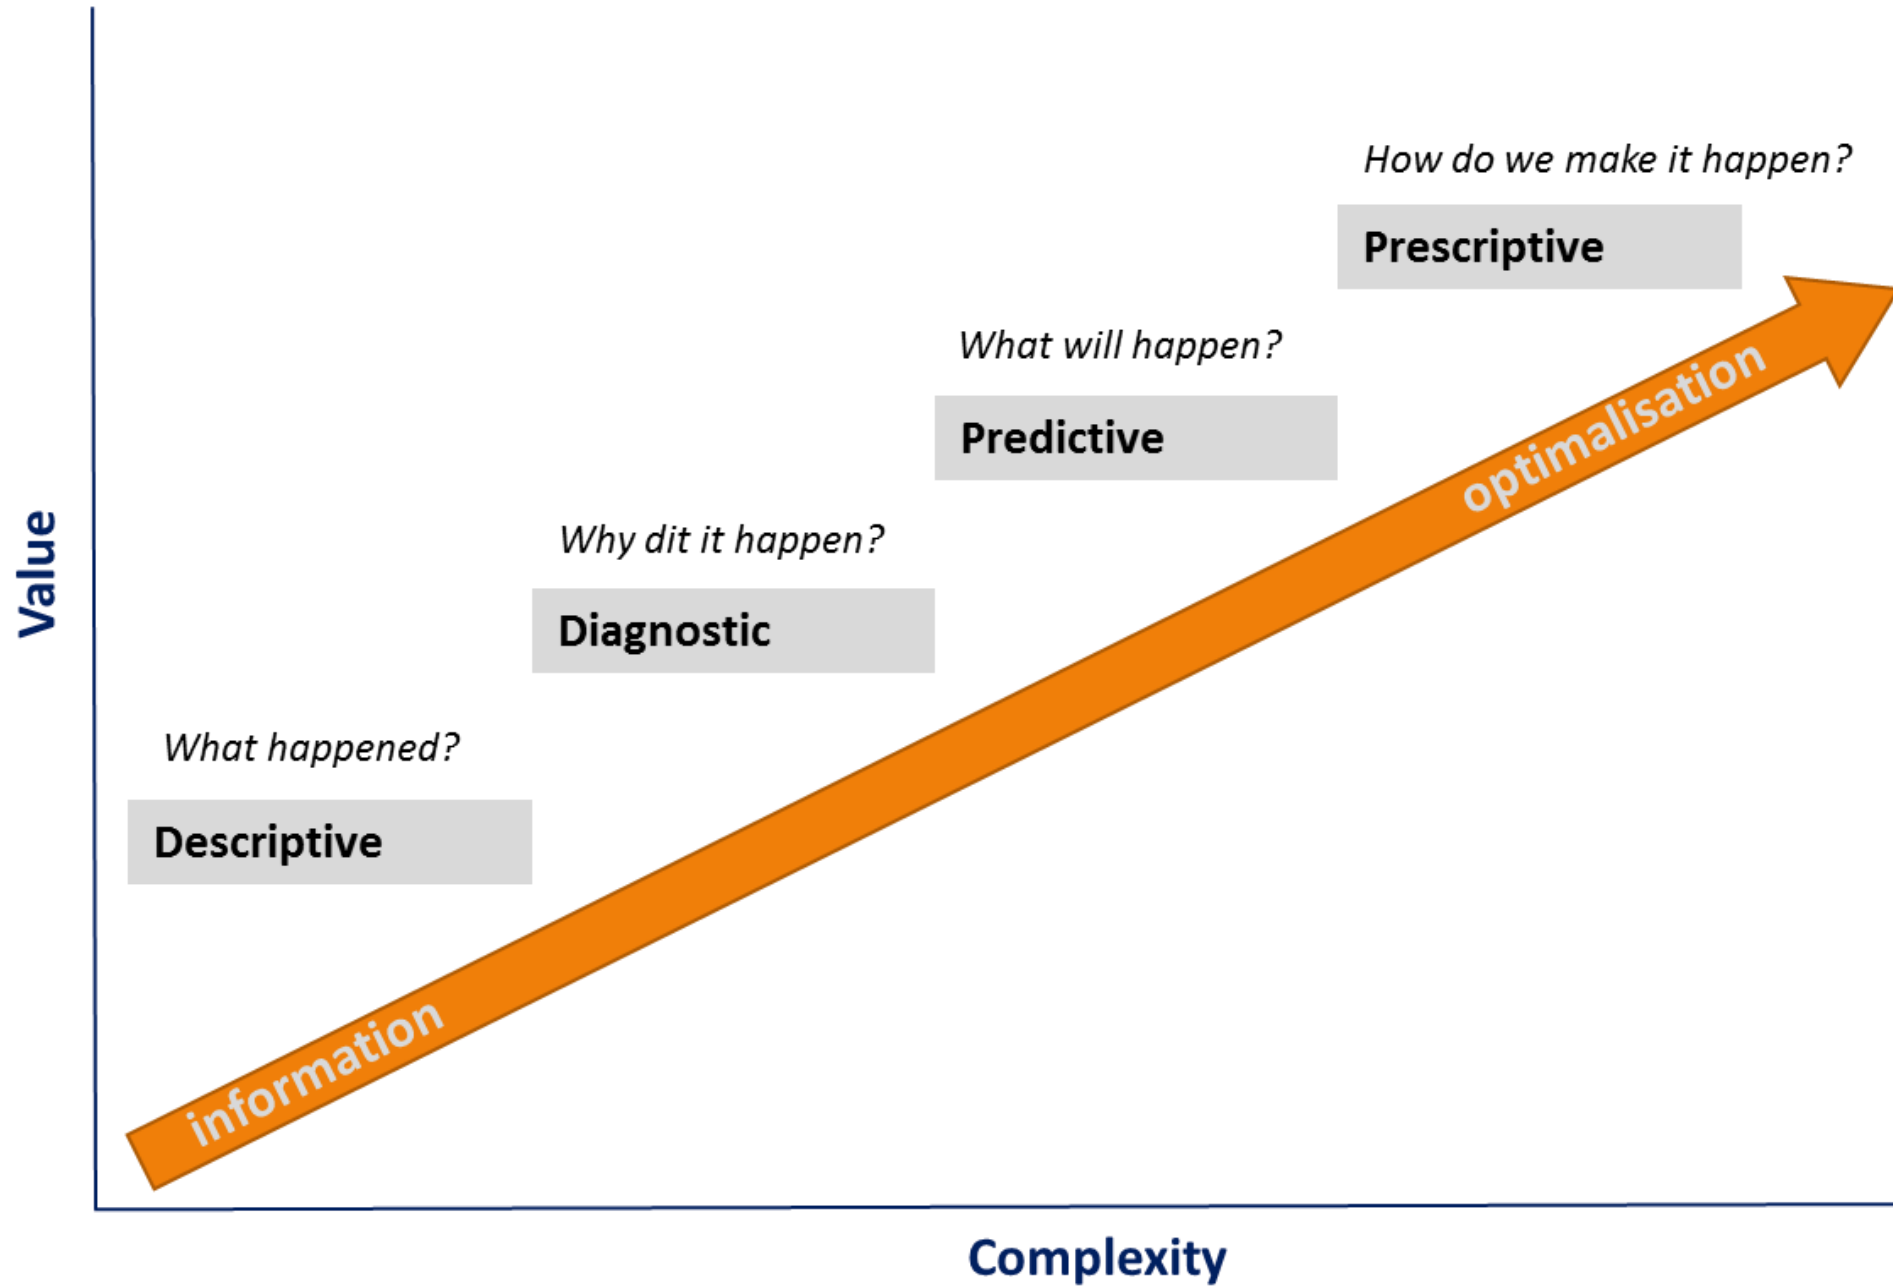 How do we make it happen?
Prescriptive
What will happen?
Predictive
optimalisation
Why dit it happen?
Diagnostic
Value
What happened?
Descriptive
information
Complexity